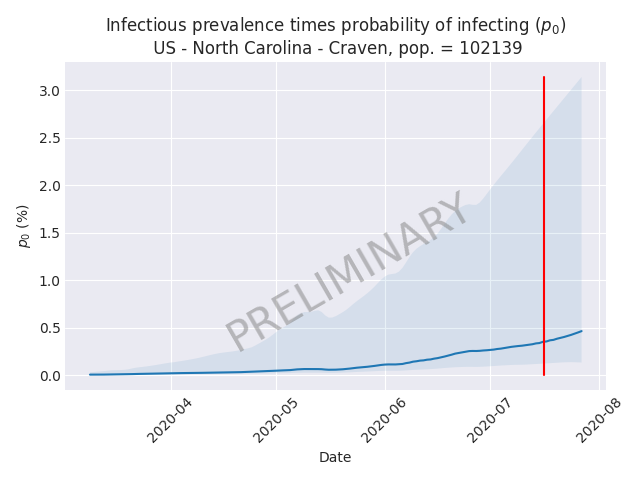 Infectious prevalence times probability of infecting (p₀)
US - North Carolina - Craven, pop. = 102139
3.0
2.5
2.0
1.5
1.0
0.5
0.0
p₀ (%)
PRELIMINARY
2020-04
2020-05
2020-06
2020-07
2020-08
Date